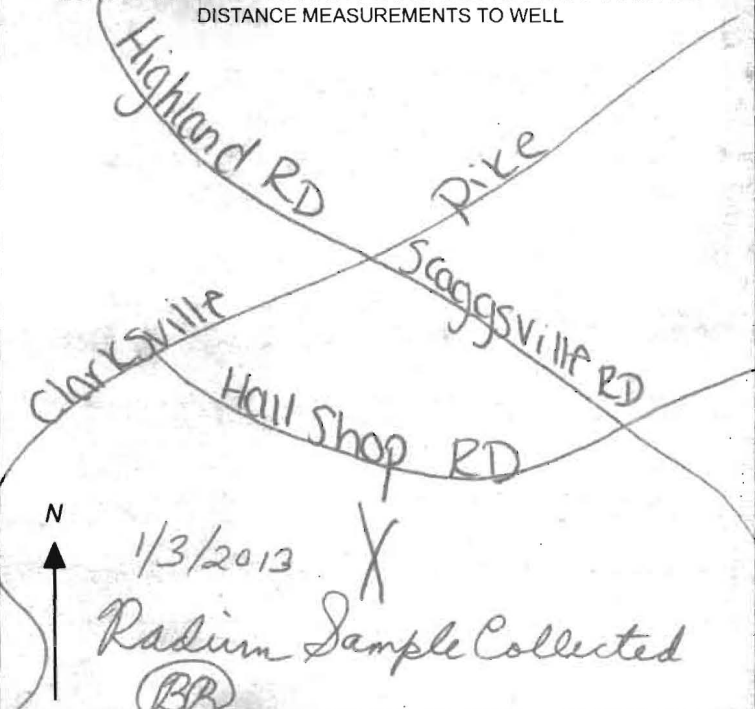 DISTANCE MEASUREMENTS TO WELL
Highland RD
Clarksville Pike
Scaggsville RD
Hall Shop RD
N
1/3/2013 X
Radium Sample Collected
BR